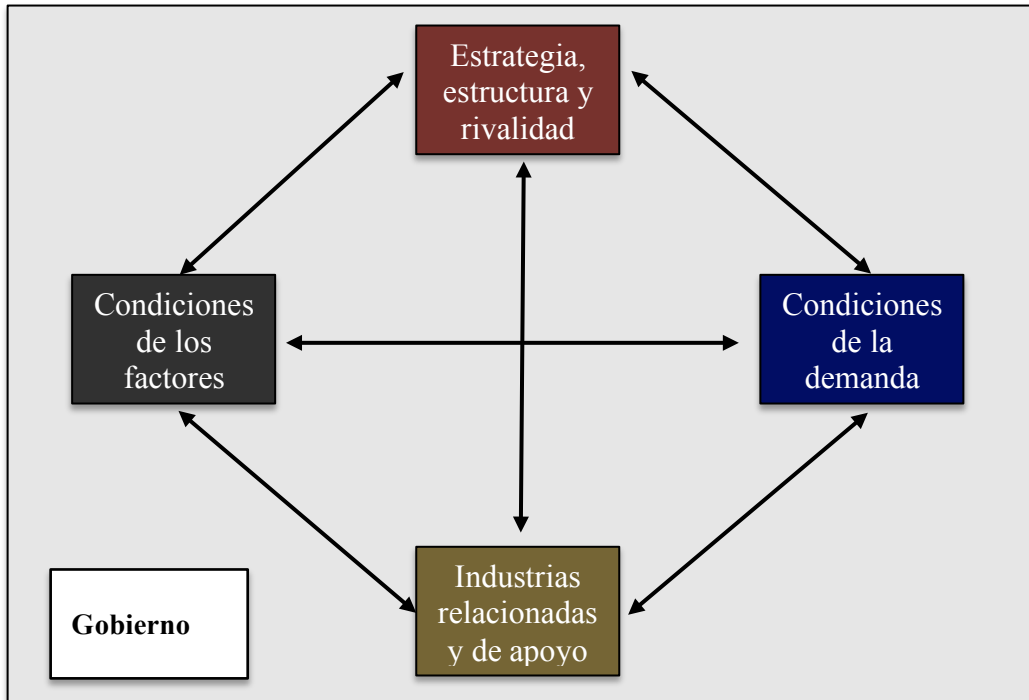 Estrategia,
estructura y
rivalidad
Condiciones
de los
factores
Condiciones
de la
demanda
Industrias
relacionadas
y de apoyo
Gobierno